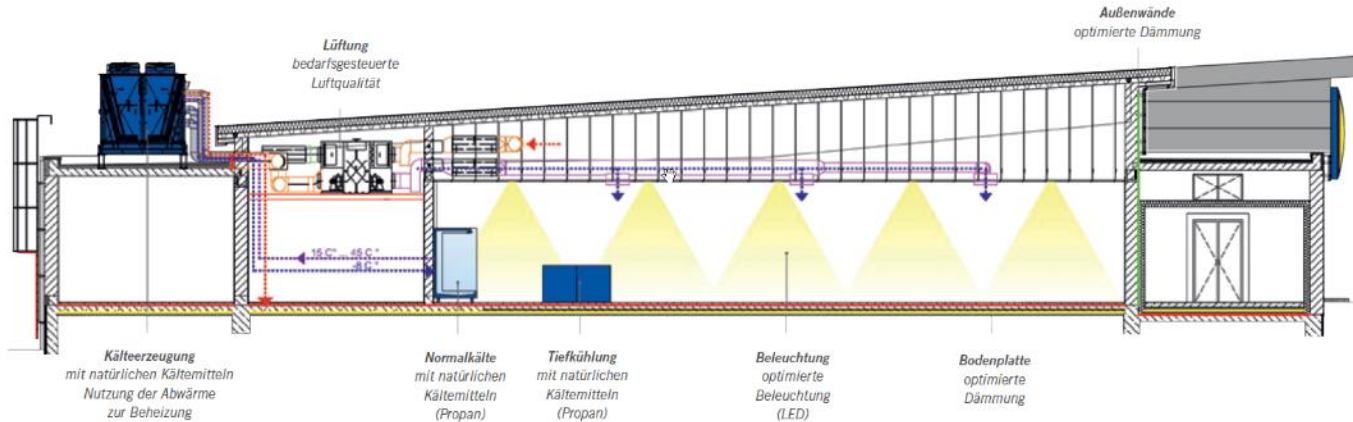 Außenwände
optimierte Dämmung
Lüftung
bedarfsgesteuerte
Luftqualität
15 C° ... 45 C °
-8 C °
Kälteerzeugung
mit natürlichen Kältemitteln
Nutzung der Abwärme
zur Beheizung
Normalkälte
mit natürlichen
Kältemitteln
(Propan)
Tiefkühlung
mit natürlichen
Kältemitteln
(Propan)
Beleuchtung
optimierte
Beleuchtung
(LED)
Bodenplatte
optimierte
Dämmung